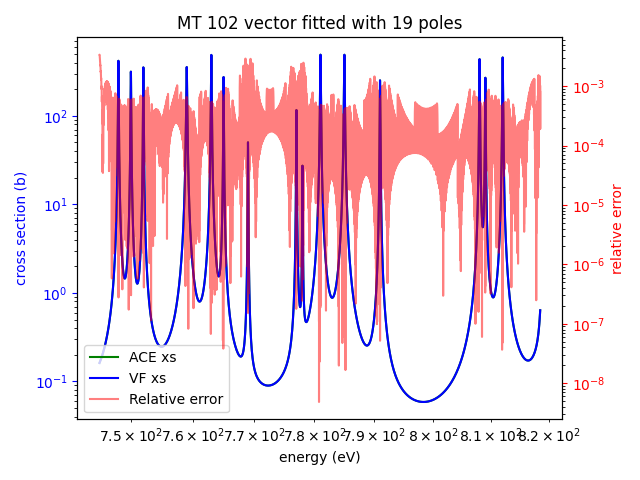 MT 102 vector fitted with 19 poles
cross section (b)
10²
10¹
10⁰
10⁻¹
relative error
10⁻³
10⁻⁴
10⁻⁵
10⁻⁶
10⁻⁷
10⁻⁸
ACE xs
VF xs
Relative error
7.5 × 10² 7.6 × 10² 7.7 × 10² 7.8 × 10² 7.9 × 10² 8 × 10² 8.1 × 10² 8.2 × 10²
energy (eV)